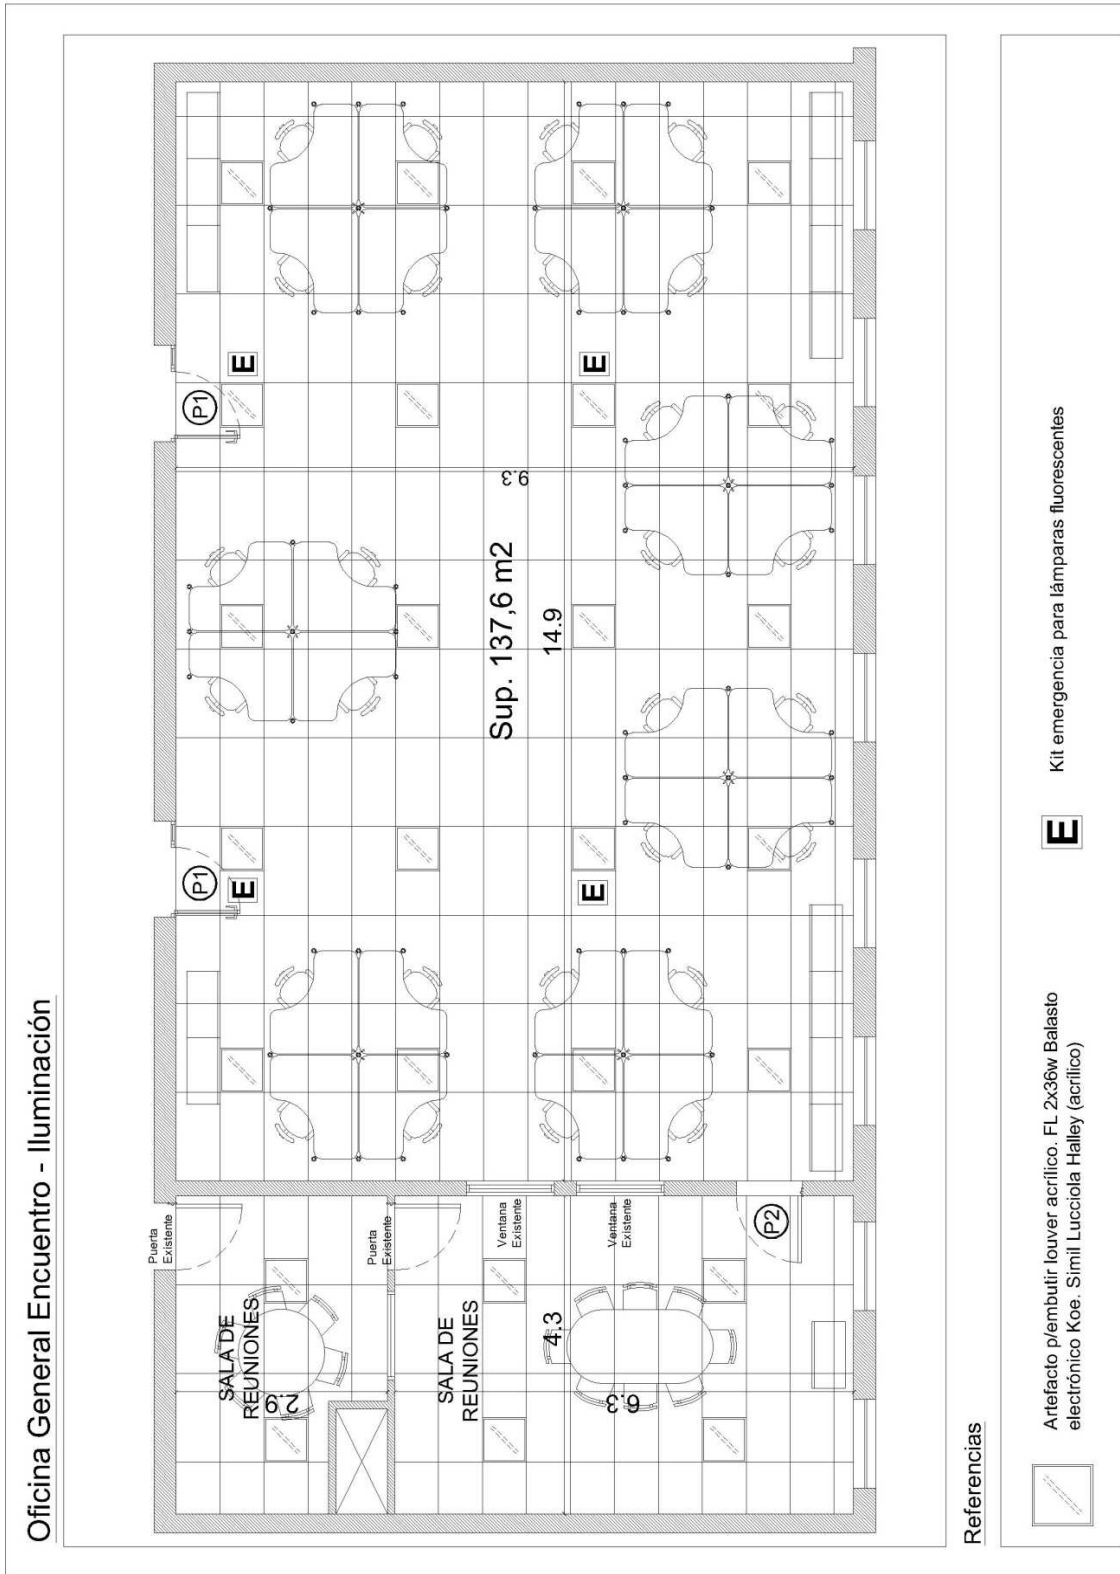 Oficina General Encuentro - Iluminación
Puerta
Existente
P1
P1
E
E
SALA DE
REUNIONES
2.9
Puerta
Existente
SALA DE
REUNIONES
Ventana
Existente
Sup. 137,6 m2
9.3
4.3
14.9
Ventana
Existente
6.3
E
E
P2
Referencias
Artefacto p/embutir louver acrílico. FL 2x36w Balasto
electrónico Koe. Simil Lucciola Halley (acrílico)
E
Kit emergencia para lámparas fluorescentes